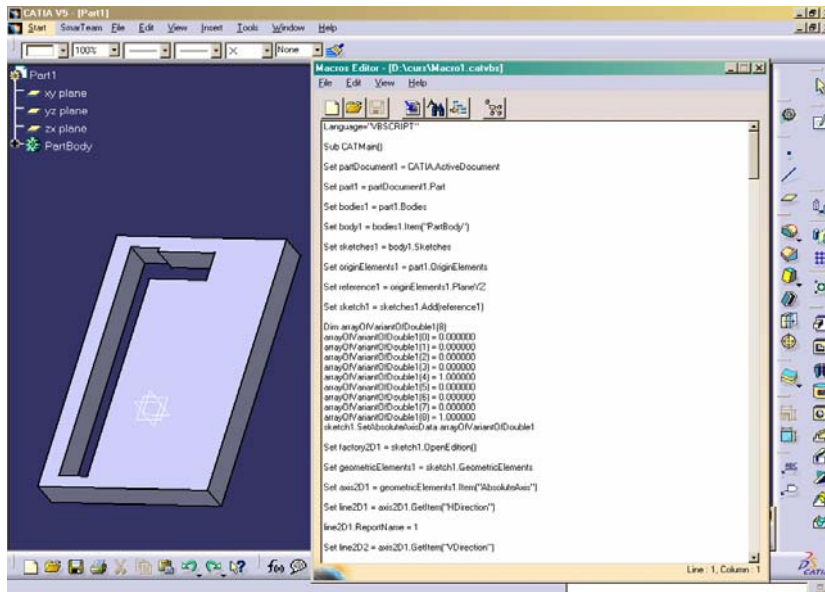 CATIA V5 - [Part1]
Start SmarTeam File Edit View Insert Tools Window Help
100% None
Part1
xy plane
yz plane
zx plane
PartBody
Macros Editor - [D:\curs\Macro1.catvbs]
File Edit View Help
Language="VBSCRIPT"
Sub CATMain()
Set partDocument1 = CATIA.ActiveDocument
Set part1 = partDocument1.Part
Set bodies1 = part1.Bodies
Set body1 = bodies1.Item("PartBody")
Set sketches1 = body1.Sketches
Set originElements1 = part1.OriginElements
Set reference1 = originElements1.PlaneYZ
Set sketch1 = sketches1.Add(reference1)
Dim arrayOfVariantOfDouble1(8)
arrayOfVariantOfDouble1(0) = 0.000000
arrayOfVariantOfDouble1(1) = 0.000000
arrayOfVariantOfDouble1(2) = 0.000000
arrayOfVariantOfDouble1(3) = 0.000000
arrayOfVariantOfDouble1(4) = 1.000000
arrayOfVariantOfDouble1(5) = 0.000000
arrayOfVariantOfDouble1(6) = 0.000000
arrayOfVariantOfDouble1(7) = 0.000000
arrayOfVariantOfDouble1(8) = 1.000000
sketch1.SetAbsoluteAxisData arrayOfVariantOfDouble1
Set factory2D1 = sketch1.OpenEdition()
Set geometricElements1 = sketch1.GeometricElements
Set axis2D1 = geometricElements1.Item("AbsoluteAxis")
Set line2D1 = axis2D1.GetItem("HDirection")
line2D1.ReportName = 1
Set line2D2 = axis2D1.GetItem("VDirection")
Line : 1, Column : 1
f(x)
CATIA